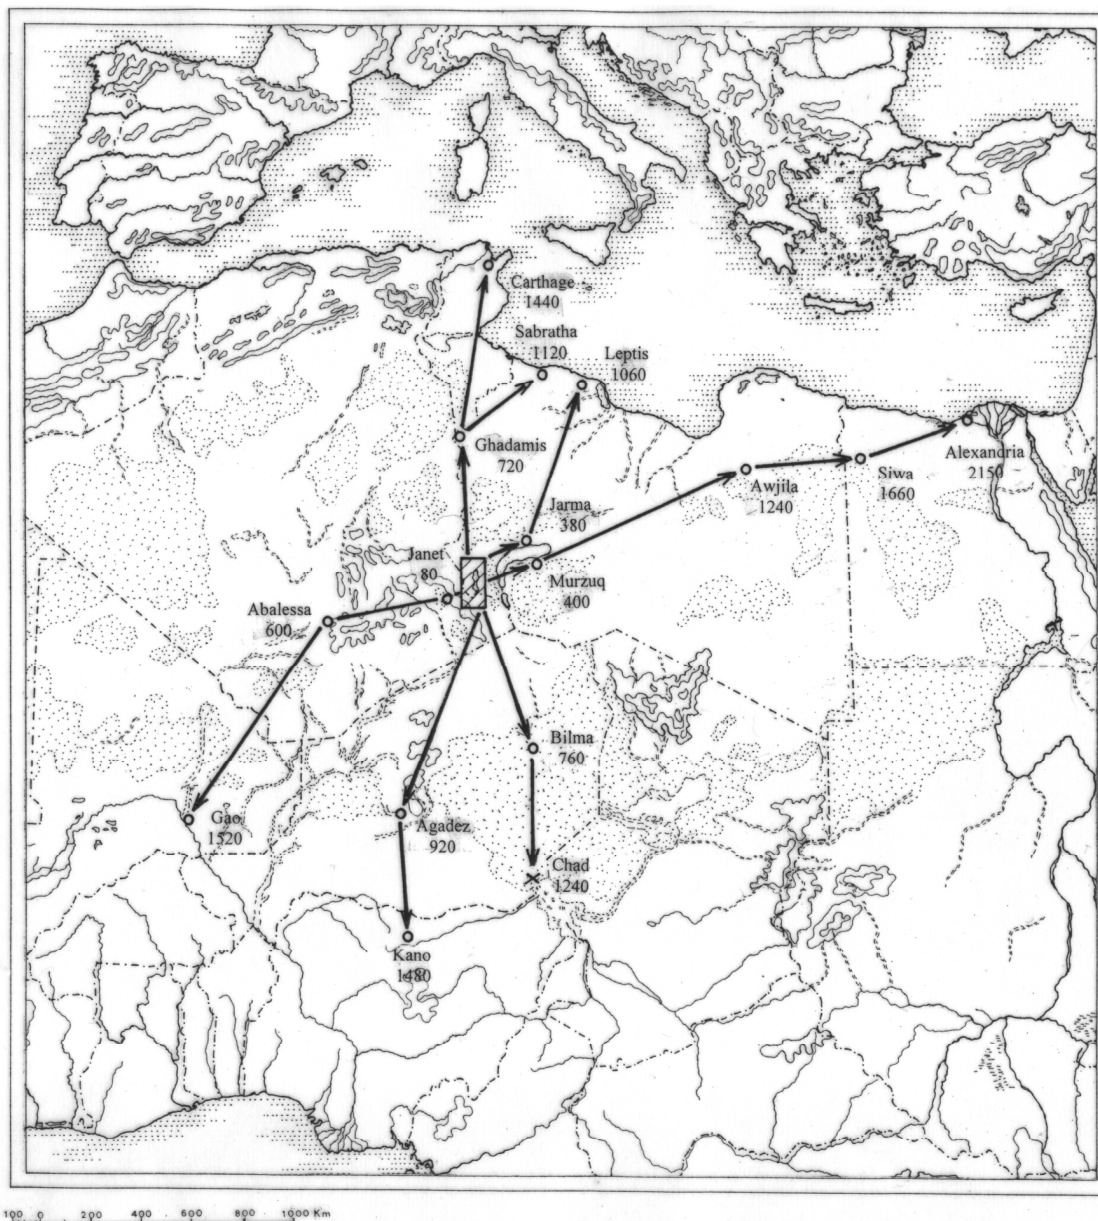 Carthage
1440
Sabratha
1120
Leptis
1060
Ghadamis
720
Alexandria
2150
Siwa
1660
Awjila
1240
Jarma
380
Janet
80
Murzuq
400
Abalessa
600
Bilma
760
Gao
1520
Agadez
920
Chad
1240
Kano
1480
100 0 200 400 600 800 1000 Km